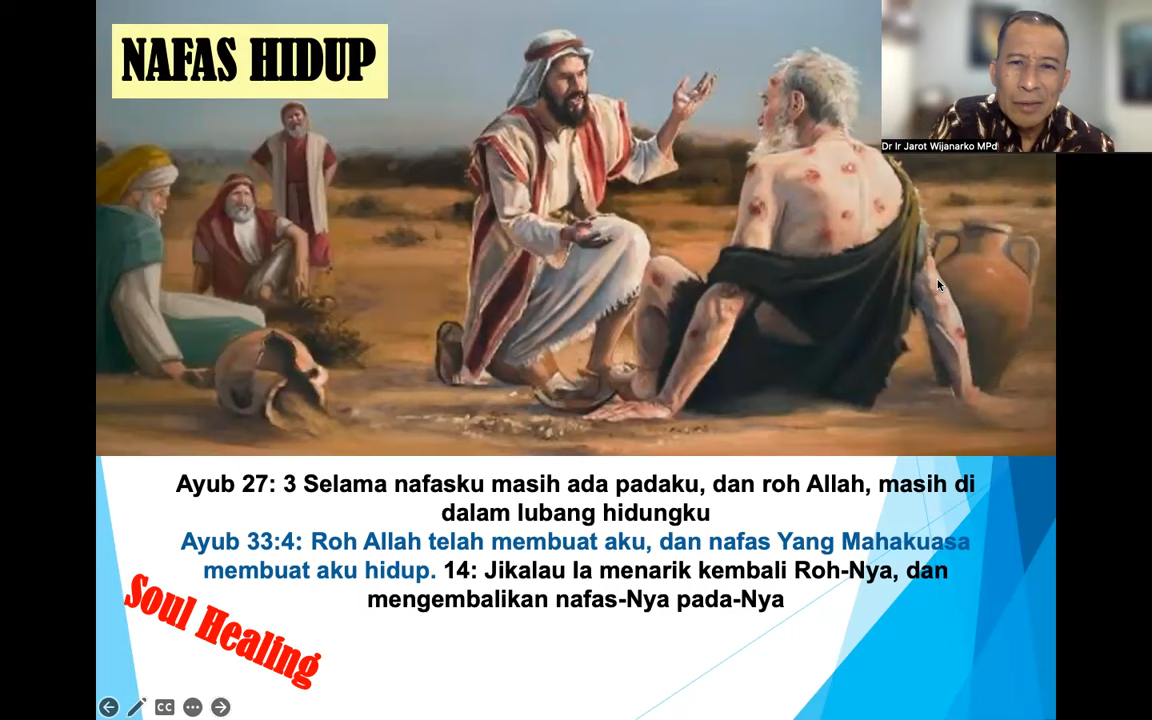 NAFAS HIDUP
Dr Ir Jarot Wijanarko MPd
Ayub 27: 3 Selama nafasku masih ada padaku, dan roh Allah, masih di
dalam lubang hidungku
Ayub 33:4: Roh Allah telah membuat aku, dan nafas Yang Mahakuasa
membuat aku hidup. 14: Jikalau Ia menarik kembali Roh-Nya, dan
mengembalikan nafas-Nya pada-Nya
Soul Healing
CC